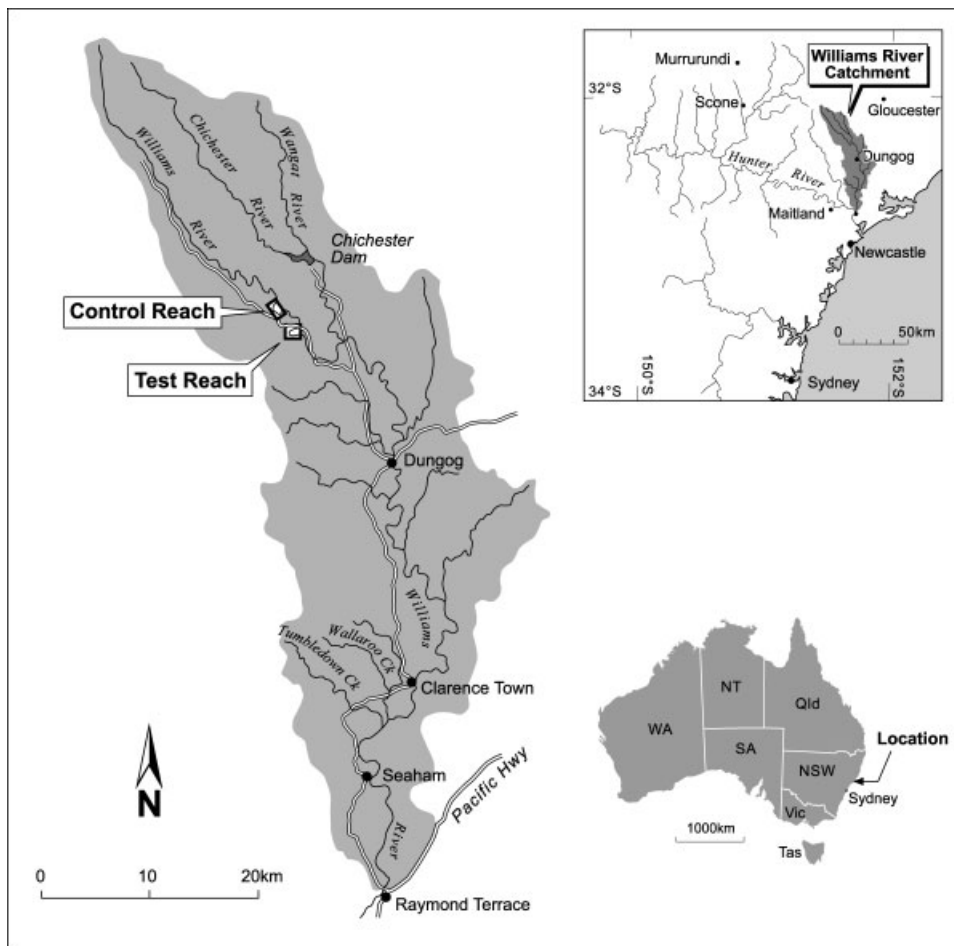 Williams
River
Chichester
River
Wangar
River
Chichester
Dam
Control Reach
Test Reach
Dungog
Williams
Wallaroo Ck
Tumbledown Ck
Clarence Town
Seaham
River
Pacific Hwy
Raymond Terrace
N
0 10 20km
Williams River
Catchment
Murrurundi
32°S
Scone
Gloucester
Dungog
Hunter
River
Maitland
Newcastle
0 50km
150°S
152°S
34°S
Sydney
NT
WA
Qld
SA
Location
NSW
Sydney
Vic
1000km
Tas